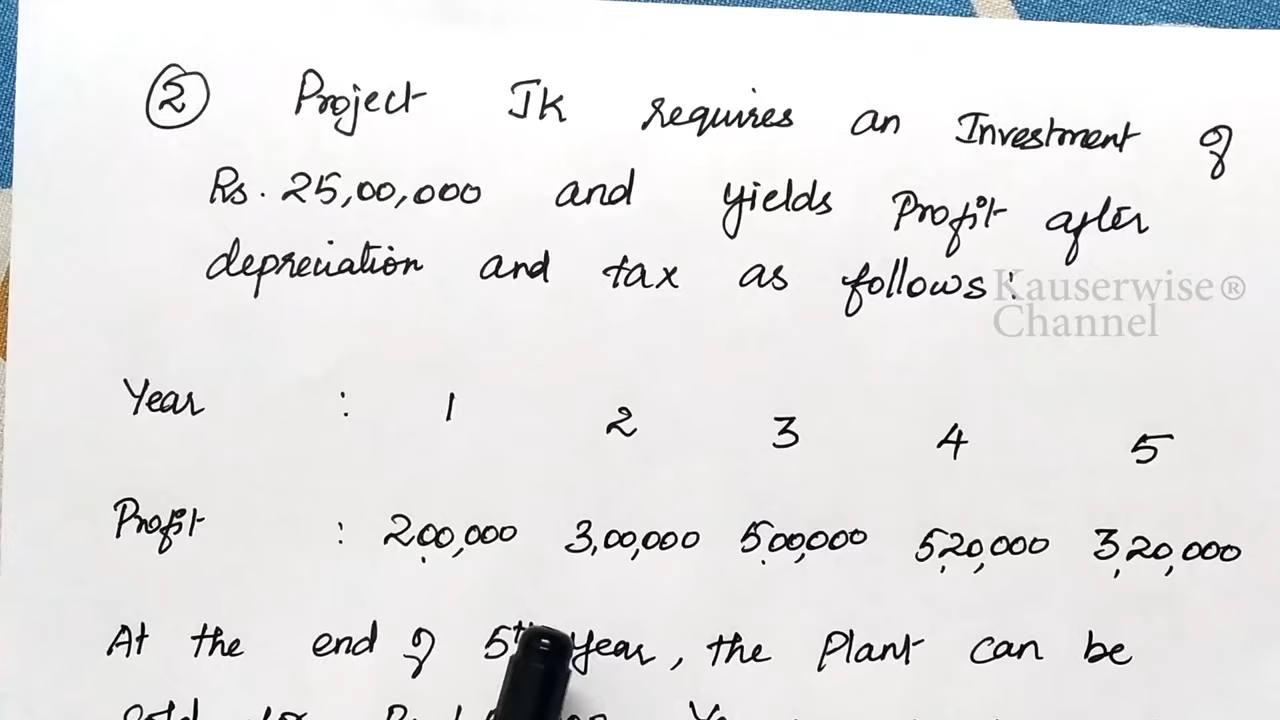 ② Project JK requires an Investment of
Rs. 25,00,000 and yields Profit after
depreciation and tax as follows:
Kauserwise®
Channel
Year : 1 2 3 4 5
Profit : 2,00,000 3,00,000 5,00,000 5,20,000 3,20,000
At the end of 5th Year, the Plant can be